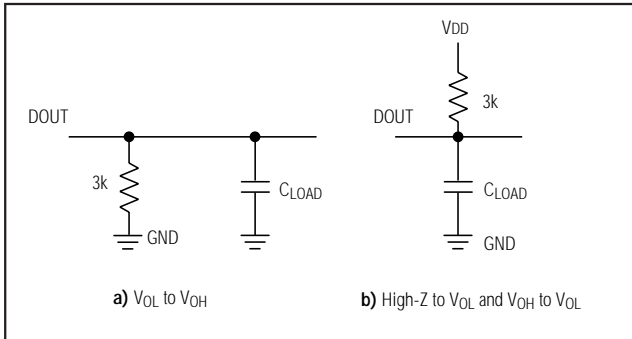 DOUT
3k
GND
CLOAD
a) VOL to VOH
VDD
3k
DOUT
CLOAD
GND
b) High-Z to VOL and VOH to VOL